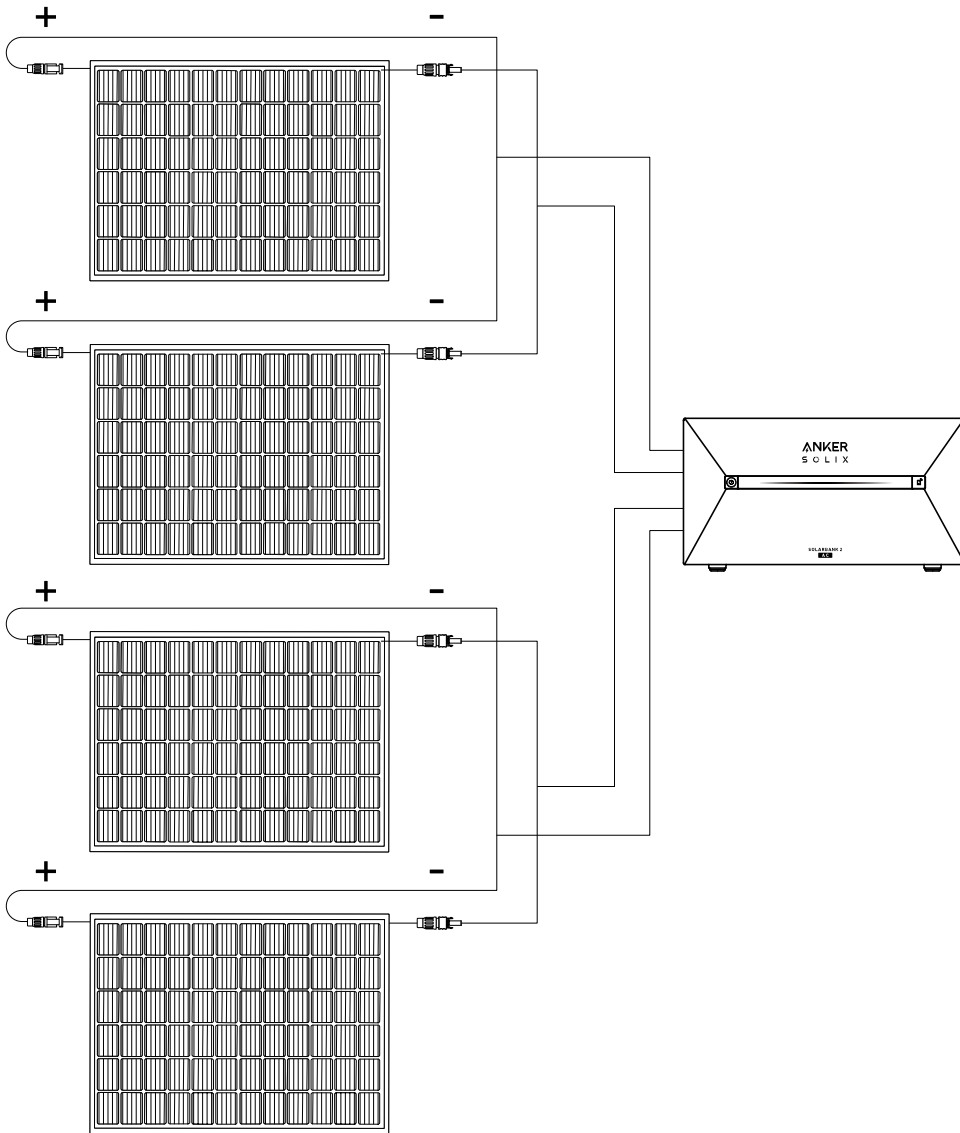 + -
+ -
ANKER
SOLIX
SOLARBANK 2
AC
+ -
+ -